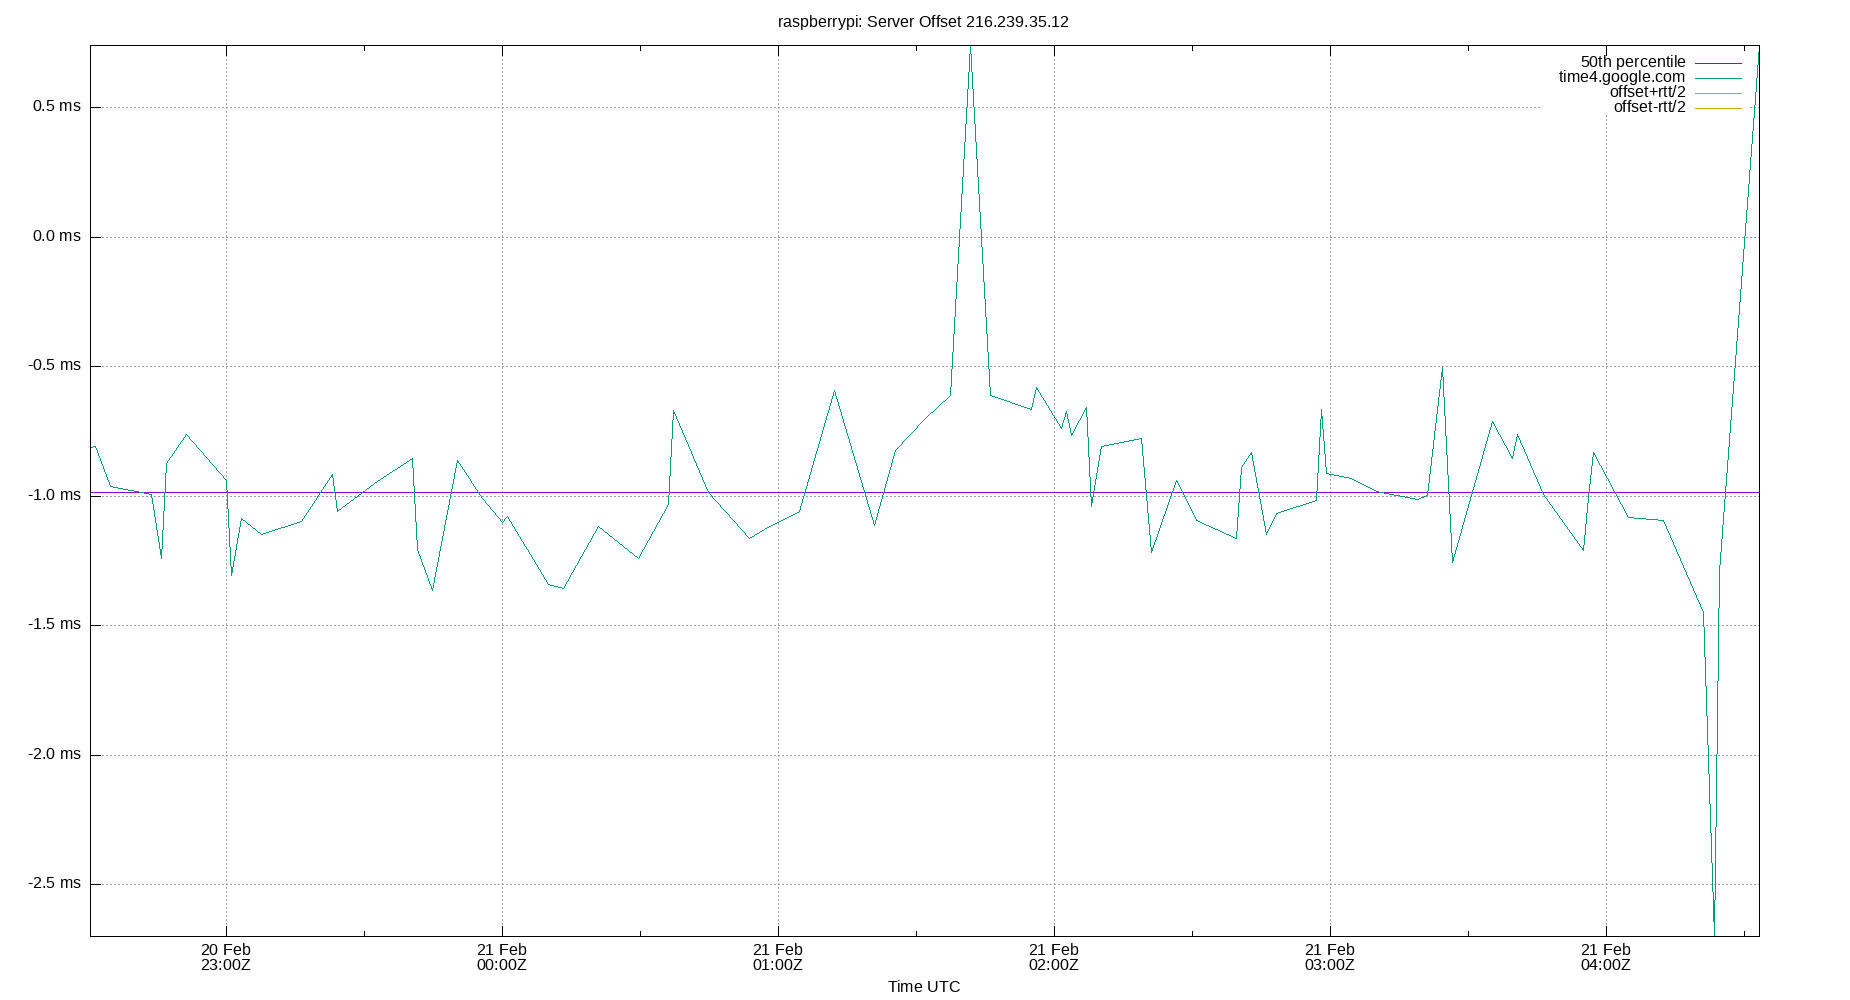 raspberrypi: Server Offset 216.239.35.12
50th percentile
time4.google.com
offset+rtt/2
offset-rtt/2
0.5 ms
0.0 ms
-0.5 ms
-1.0 ms
-1.5 ms
-2.0 ms
-2.5 ms
20 Feb
23:00Z
21 Feb
00:00Z
21 Feb
01:00Z
21 Feb
02:00Z
21 Feb
03:00Z
21 Feb
04:00Z
Time UTC